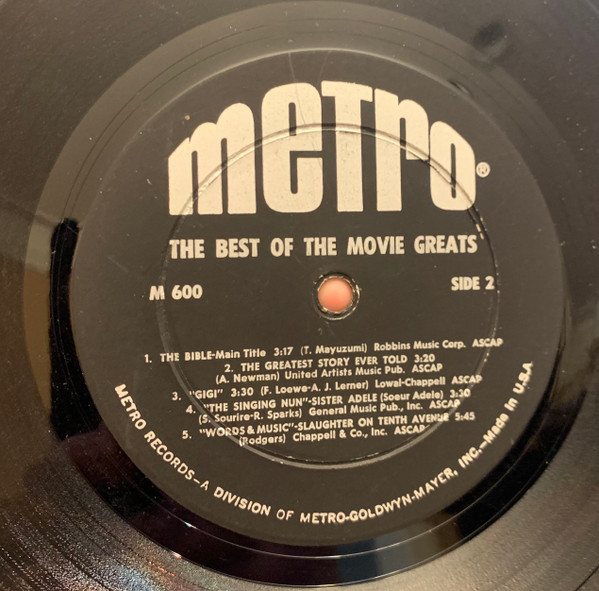 metro®
THE BEST OF THE MOVIE GREATS
M 600
SIDE 2
1. THE BIBLE-Main Title 3:17 (T. Mayuzumi) Robbins Music Corp. ASCAP
2. THE GREATEST STORY EVER TOLD 3:20
(A. Newman) United Artists Music Pub. ASCAP
3. "GIGI" 3:30 (F. Loewe-A. J. Lerner) Lowal-Chappell ASCAP
4. "THE SINGING NUN"-SISTER ADELE (Soeur Adele) 3:30
(S. Sourire-R. Sparks) General Music Pub., Inc. ASCAP
5. "WORDS & MUSIC"-SLAUGHTER ON TENTH AVENUE 5:45
(Rodgers) Chappell & Co., Inc. ASCAP
METRO RECORDS—A DIVISION OF METRO-GOLDWYN-MAYER, INC.—Made in U.S.A.